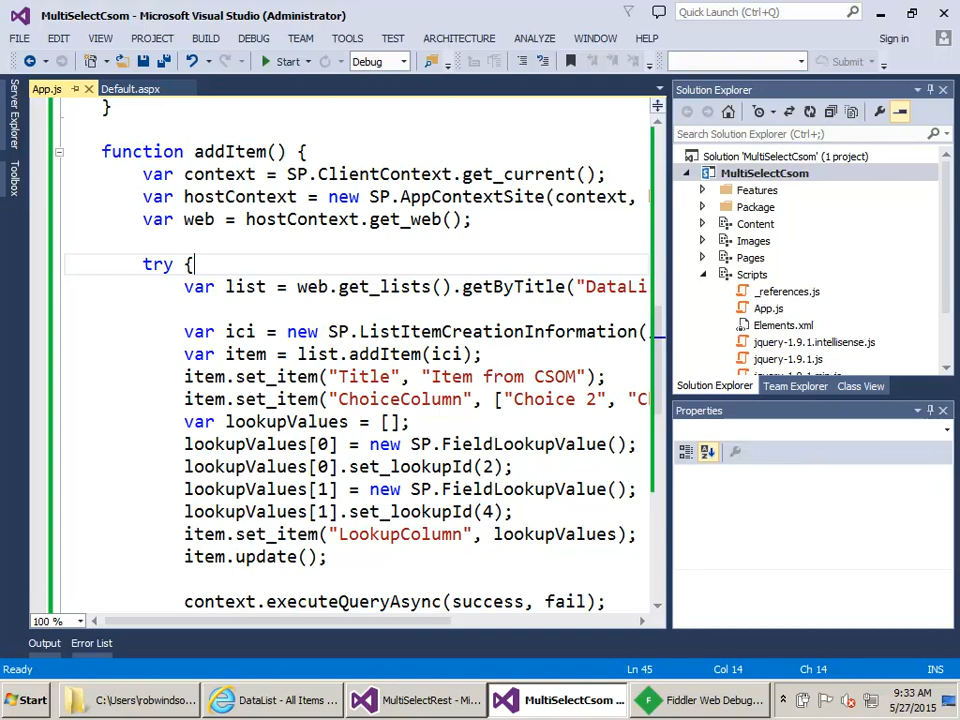 MultiSelectCsom - Microsoft Visual Studio (Administrator)
Quick Launch (Ctrl+Q)
FILE EDIT VIEW PROJECT BUILD DEBUG TEAM TOOLS TEST ARCHITECTURE ANALYZE WINDOW HELP
Sign in
Start
Debug
Submit
Server Explorer
Toolbox
App.js
Default.aspx
}
function addItem() {
var context = SP.ClientContext.get_current();
var hostContext = new SP.AppContextSite(context,
var web = hostContext.get_web();
try {
var list = web.get_lists().getByTitle("DataLi
var ici = new SP.ListItemCreationInformation(
var item = list.addItem(ici);
item.set_item("Title", "Item from CSOM");
item.set_item("ChoiceColumn", ["Choice 2", "Ch
var lookupValues = [];
lookupValues[0] = new SP.FieldLookupValue();
lookupValues[0].set_lookupId(2);
lookupValues[1] = new SP.FieldLookupValue();
lookupValues[1].set_lookupId(4);
item.set_item("LookupColumn", lookupValues);
item.update();
context.executeQueryAsync(success, fail);
100 %
Solution Explorer
Search Solution Explorer (Ctrl+;)
Solution 'MultiSelectCsom' (1 project)
MultiSelectCsom
Features
Package
Content
Images
Pages
Scripts
_references.js
App.js
Elements.xml
jquery-1.9.1.intellisense.js
jquery-1.9.1.js
Solution Explorer Team Explorer Class View
Properties
Output Error List
Ready
Ln 45
Col 14
Ch 14
INS
Start
C:\Users\robwindso...
DataList - All Items ...
MultiSelectRest - Mi...
MultiSelectCsom ...
Fiddler Web Debug...
9:33 AM
5/27/2015